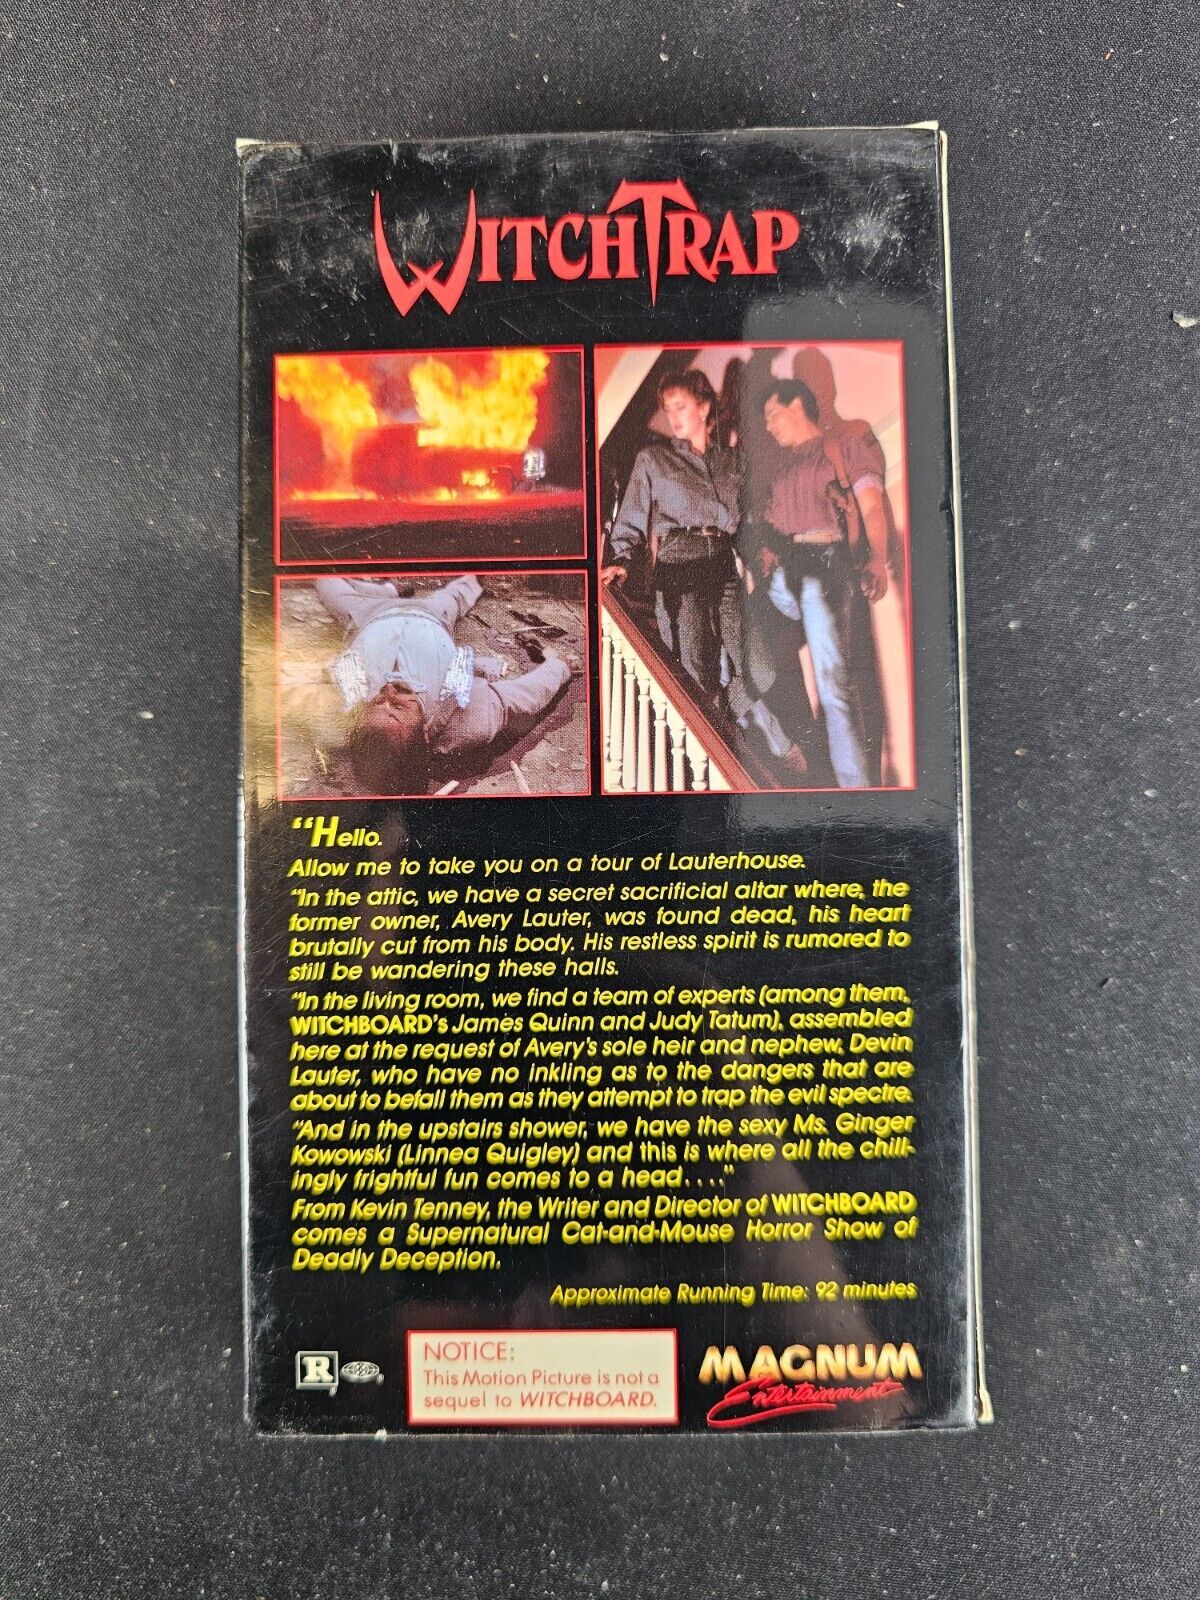 WITCHTRAP
“Hello.
Allow me to take you on a tour of Lauterhouse.
“In the attic, we have a secret sacrificial altar where, the
former owner, Avery Lauter, was found dead, his heart
brutally cut from his body. His restless spirit is rumored to
still be wandering these halls.
“In the living room, we find a team of experts (among them,
WITCHBOARD's James Quinn and Judy Tatum), assembled
here at the request of Avery's sole heir and nephew, Devin
Lauter, who have no inkling as to the dangers that are
about to befall them as they attempt to trap the evil spectre.
“And in the upstairs shower, we have the sexy Ms. Ginger
Kowowski (Linnea Quigley) and this is where all the chill-
ingly frightful fun comes to a head....”
From Kevin Tenney, the Writer and Director of WITCHBOARD
comes a Supernatural Cat-and-Mouse Horror Show of
Deadly Deception.
Approximate Running Time: 92 minutes
R
NOTICE:
This Motion Picture is not a
sequel to WITCHBOARD.
MAGNUM
Entertainment